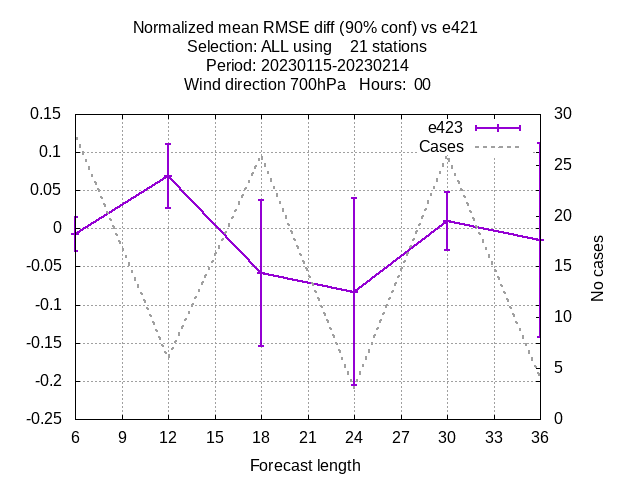 Normalized mean RMSE diff (90% conf) vs e421
Selection: ALL using 21 stations
Period: 20230115-20230214
Wind direction 700hPa Hours: 00
0.15
0.1
0.05
0
-0.05
-0.1
-0.15
-0.2
-0.25
30
25
20
15
10
5
0
e423
Cases
No cases
6 9 12 15 18 21 24 27 30 33 36
Forecast length